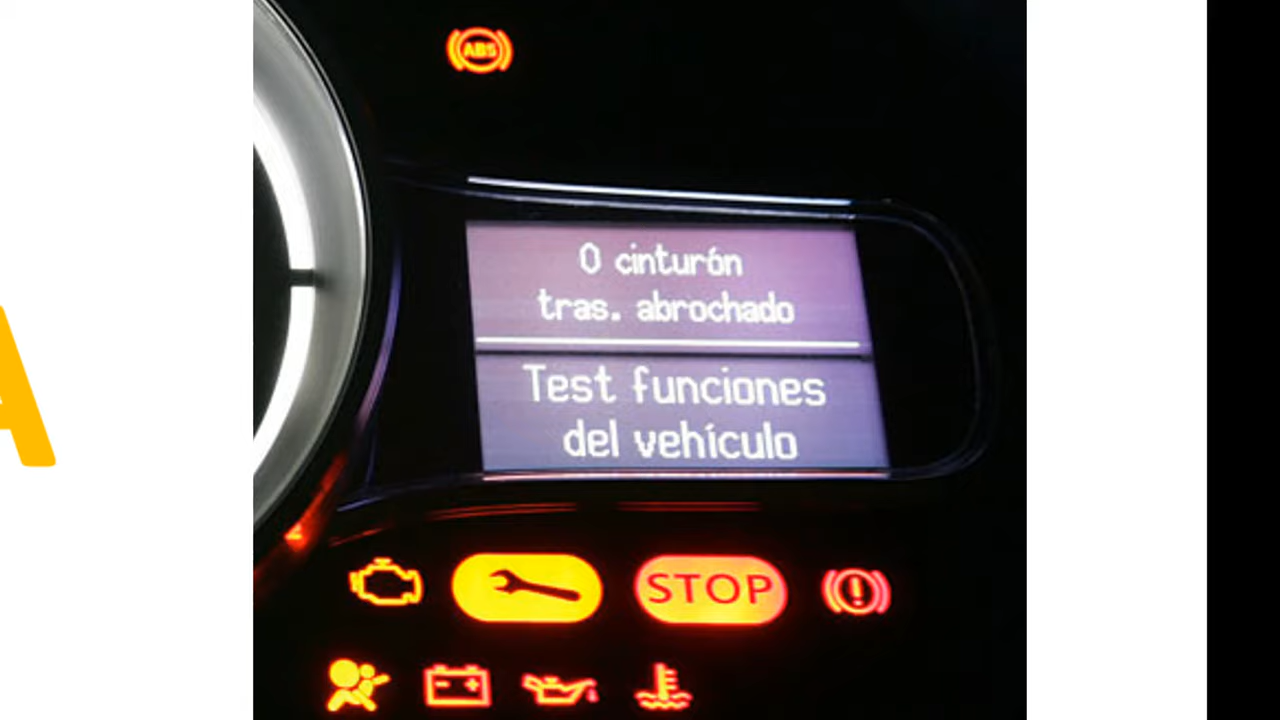 ABS
0 cinturón
tras. abrochado
Test funciones
del vehículo
STOP
A